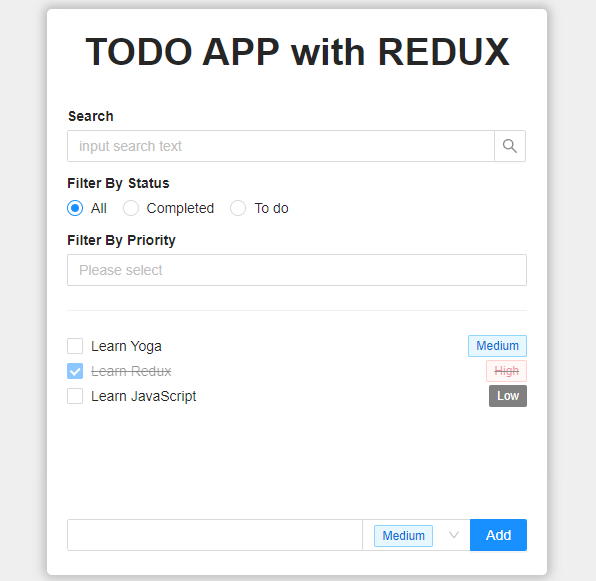 TODO APP with REDUX
Search
input search text
Filter By Status
All Completed To do
Filter By Priority
Please select
Learn Yoga Medium
Learn Redux High
Learn JavaScript Low
Medium Add